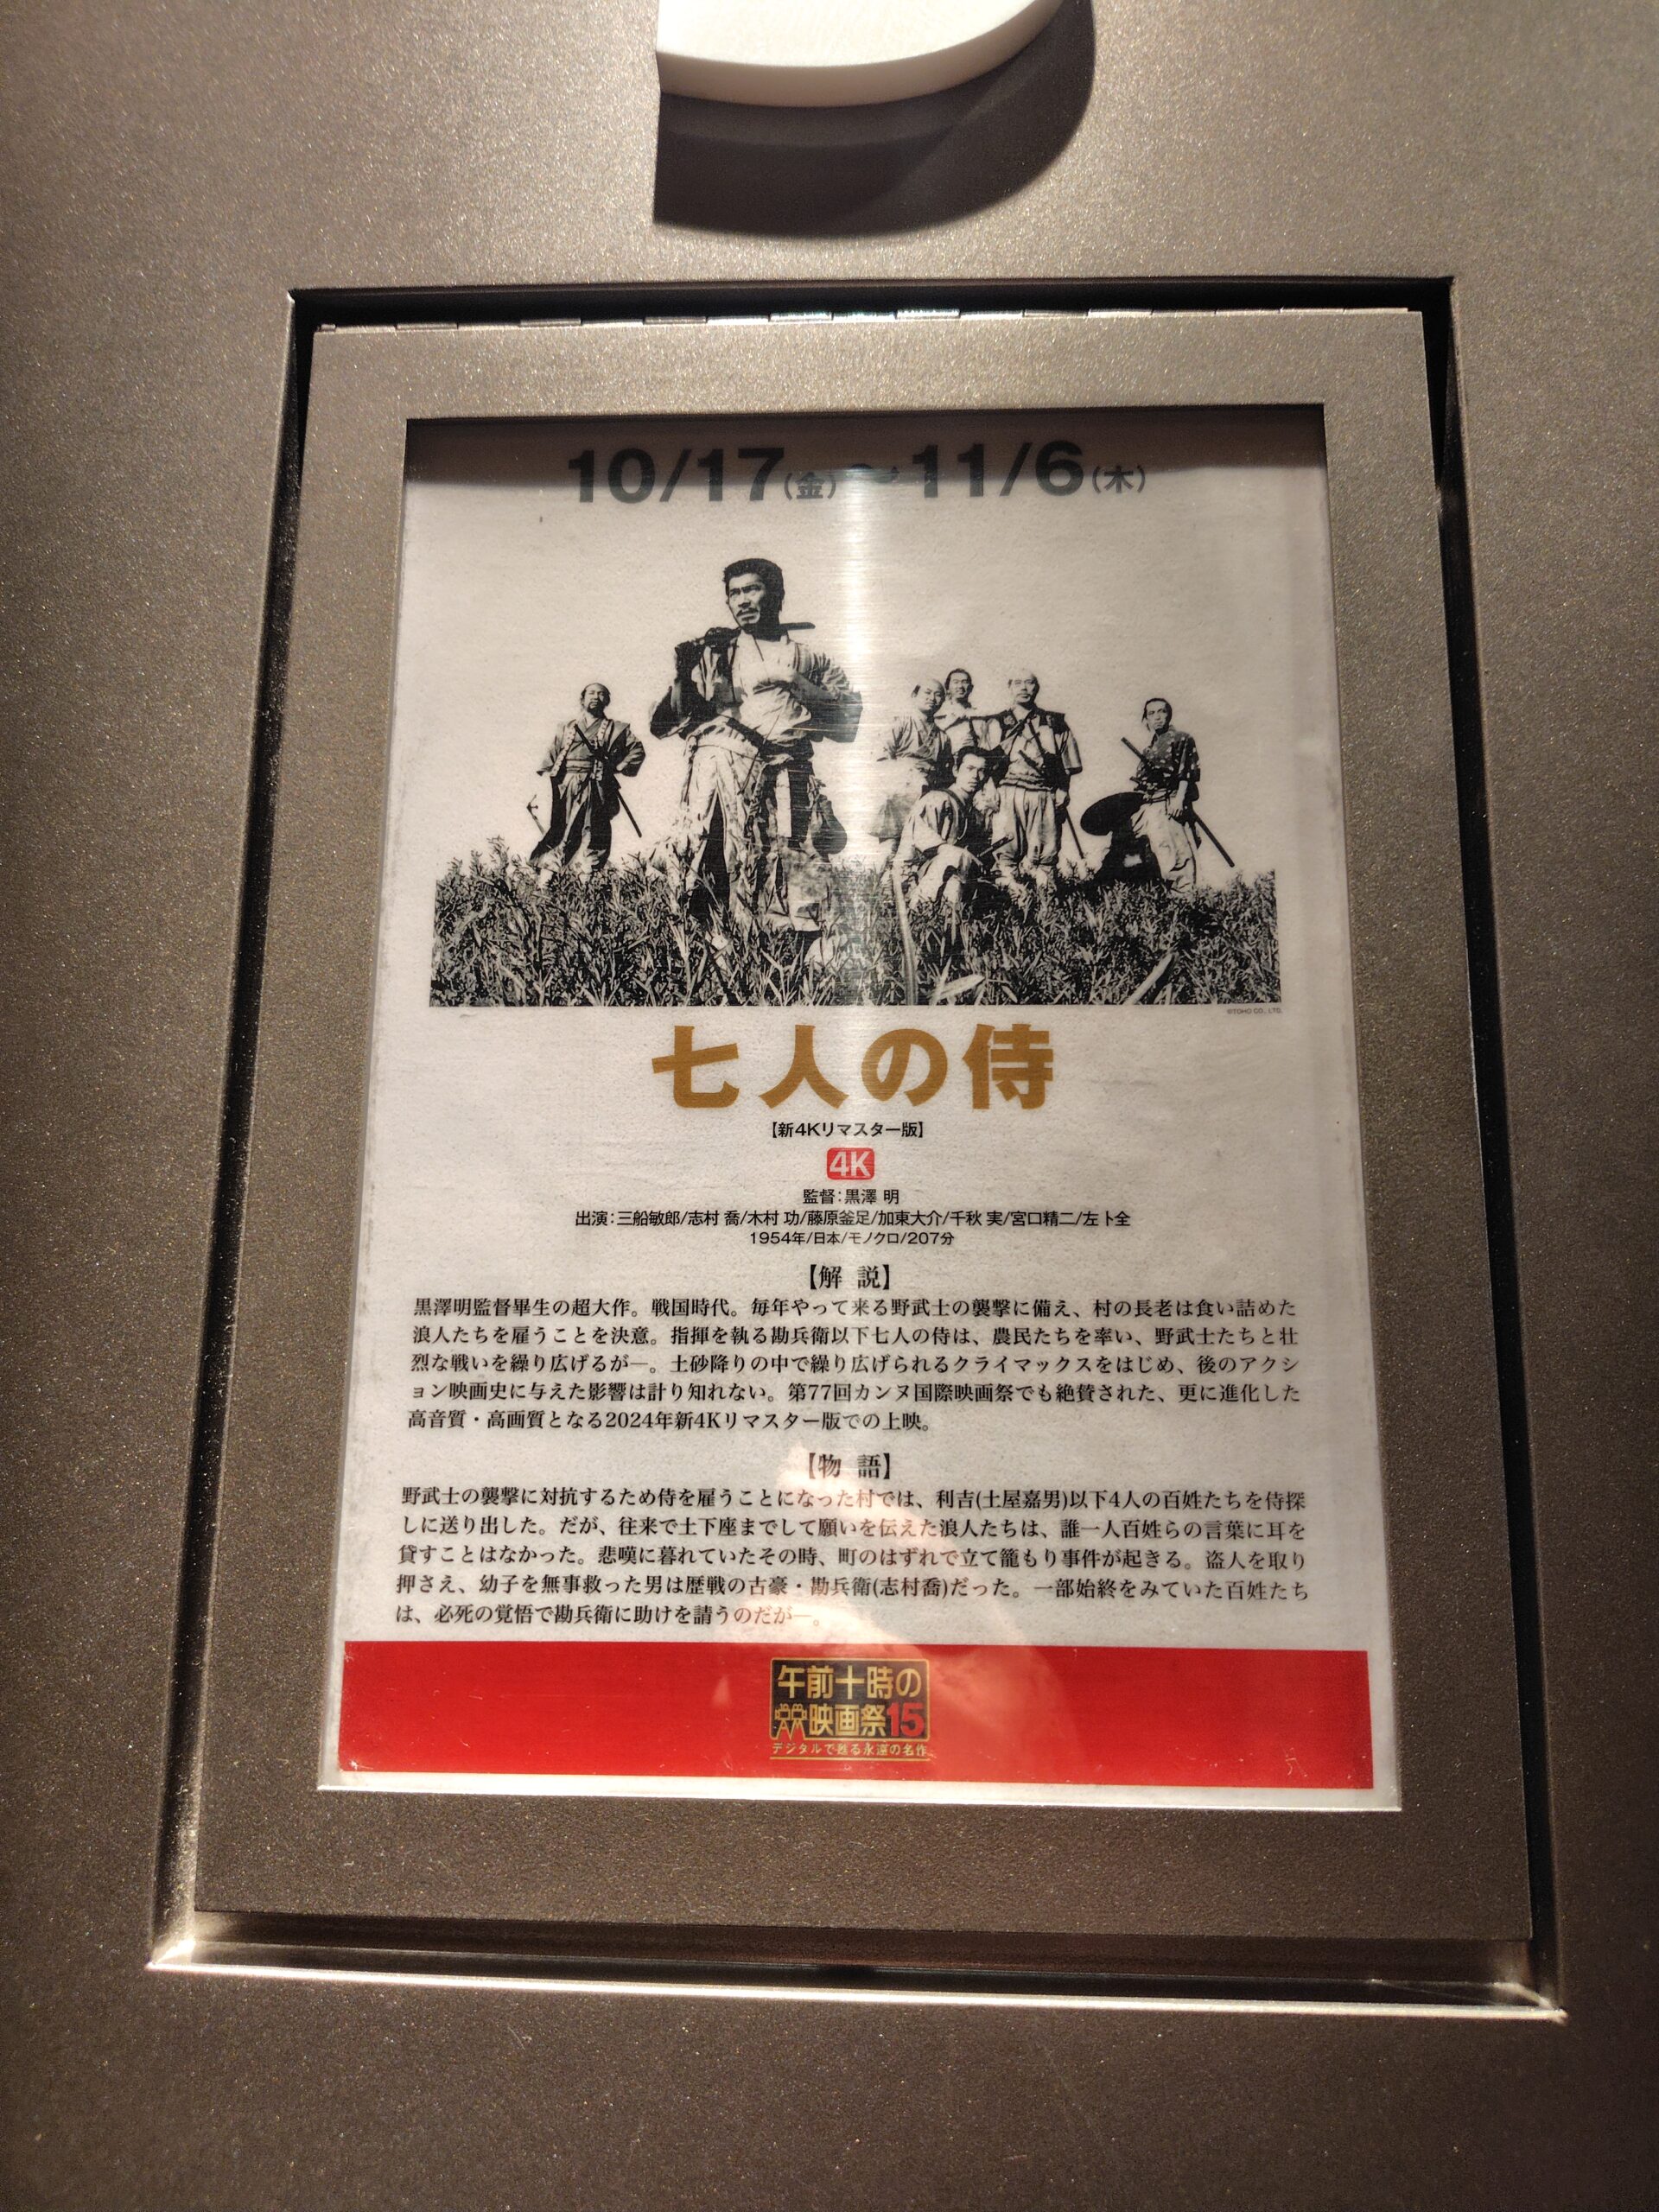 10/17(金)〜11/6(木)
©TOHO CO., LTD.
七人の侍
【新4Kリマスター版】
4K
監督:黒澤 明
出演:三船敏郎/志村 喬/木村 功/藤原釜足/加東大介/千秋 実/宮口精二/左卜全
1954年/日本/モノクロ/207分
【解 説】
黒澤明監督畢生の超大作。戦国時代。毎年やって来る野武士の襲撃に備え、村の長老は食い詰めた
浪人たちを雇うことを決意。指揮を執る勘兵衛以下七人の侍は、農民たちを率い、野武士たちと壮
烈な戦いを繰り広げるが―。土砂降りの中で繰り広げられるクライマックスをはじめ、後のアクシ
ョン映画史に与えた影響は計り知れない。第77回カンヌ国際映画祭でも絶賛された、更に進化した
高音質・高画質となる2024年新4Kリマスター版での上映。
【物 語】
野武士の襲撃に対抗するため侍を雇うことになった村では、利吉(土屋嘉男)以下4人の百姓たちを侍探
しに送り出した。だが、往来で土下座までして願いを伝えた浪人たちは、誰一人百姓らの言葉に耳を
貸すことはなかった。悲嘆に暮れていたその時、町のはずれで立て籠もり事件が起きる。盗人を取り
押さえ、幼子を無事救った男は歴戦の古豪・勘兵衛(志村喬)だった。一部始終をみていた百姓たち
は、必死の覚悟で勘兵衛に助けを請うのだが―。
午前十時の
映画祭15
デジタルで甦る永遠の名作